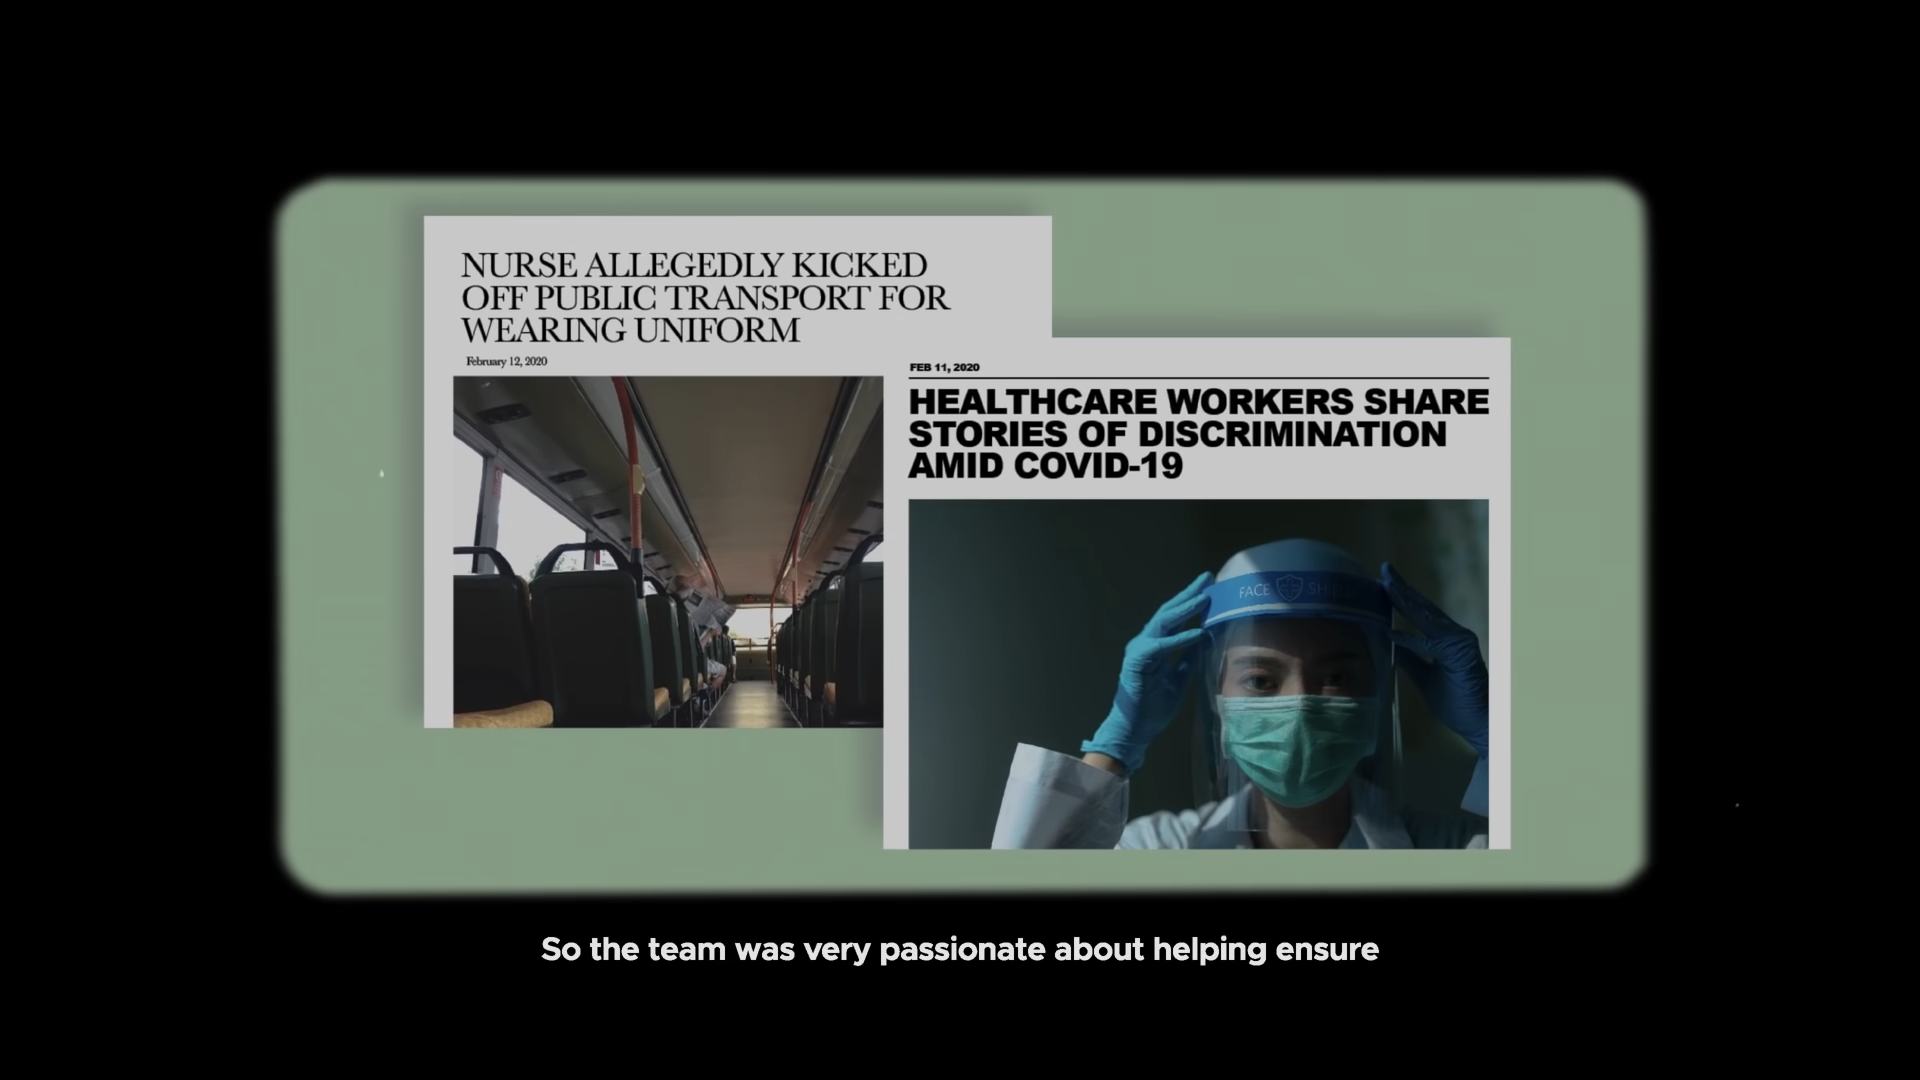 NURSE ALLEGEDLY KICKED
OFF PUBLIC TRANSPORT FOR
WEARING UNIFORM
February 12, 2020
FEB 11, 2020
HEALTHCARE WORKERS SHARE
STORIES OF DISCRIMINATION
AMID COVID-19
FACE
So the team was very passionate about helping ensure